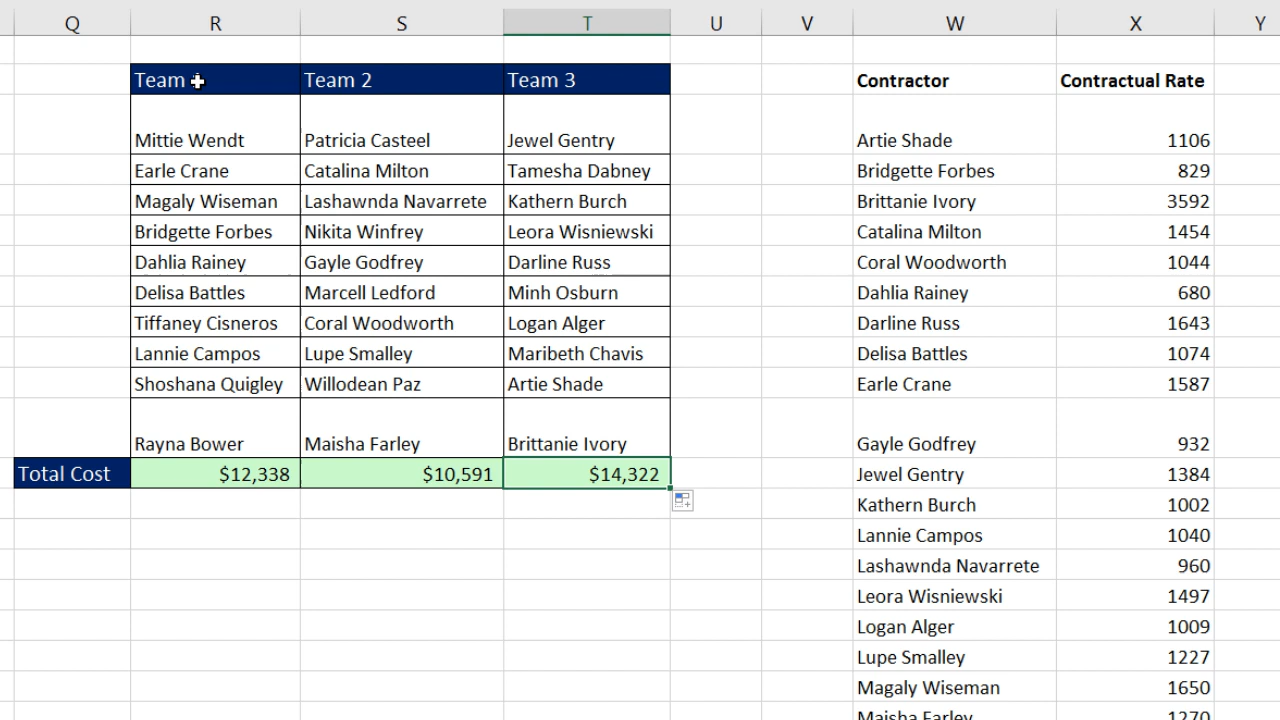 Q R S T U V W X Y
Team Team 2 Team 3 Contractor Contractual Rate
Mittie Wendt Patricia Casteel Jewel Gentry Artie Shade 1106
Earle Crane Catalina Milton Tamesha Dabney Bridgette Forbes 829
Magaly Wiseman Lashawnda Navarrete Kathern Burch Brittanie Ivory 3592
Bridgette Forbes Nikita Winfrey Leora Wisniewski Catalina Milton 1454
Dahlia Rainey Gayle Godfrey Darline Russ Coral Woodworth 1044
Delisa Battles Marcell Ledford Minh Osburn Dahlia Rainey 680
Tiffaney Cisneros Coral Woodworth Logan Alger Darline Russ 1643
Lannie Campos Lupe Smalley Maribeth Chavis Delisa Battles 1074
Shoshana Quigley Willodean Paz Artie Shade Earle Crane 1587
Rayna Bower Maisha Farley Brittanie Ivory Gayle Godfrey 932
Total Cost $12,338 $10,591 $14,322 Jewel Gentry 1384
Kathern Burch 1002
Lannie Campos 1040
Lashawnda Navarrete 960
Leora Wisniewski 1497
Logan Alger 1009
Lupe Smalley 1227
Magaly Wiseman 1650
Maisha Farley 1270